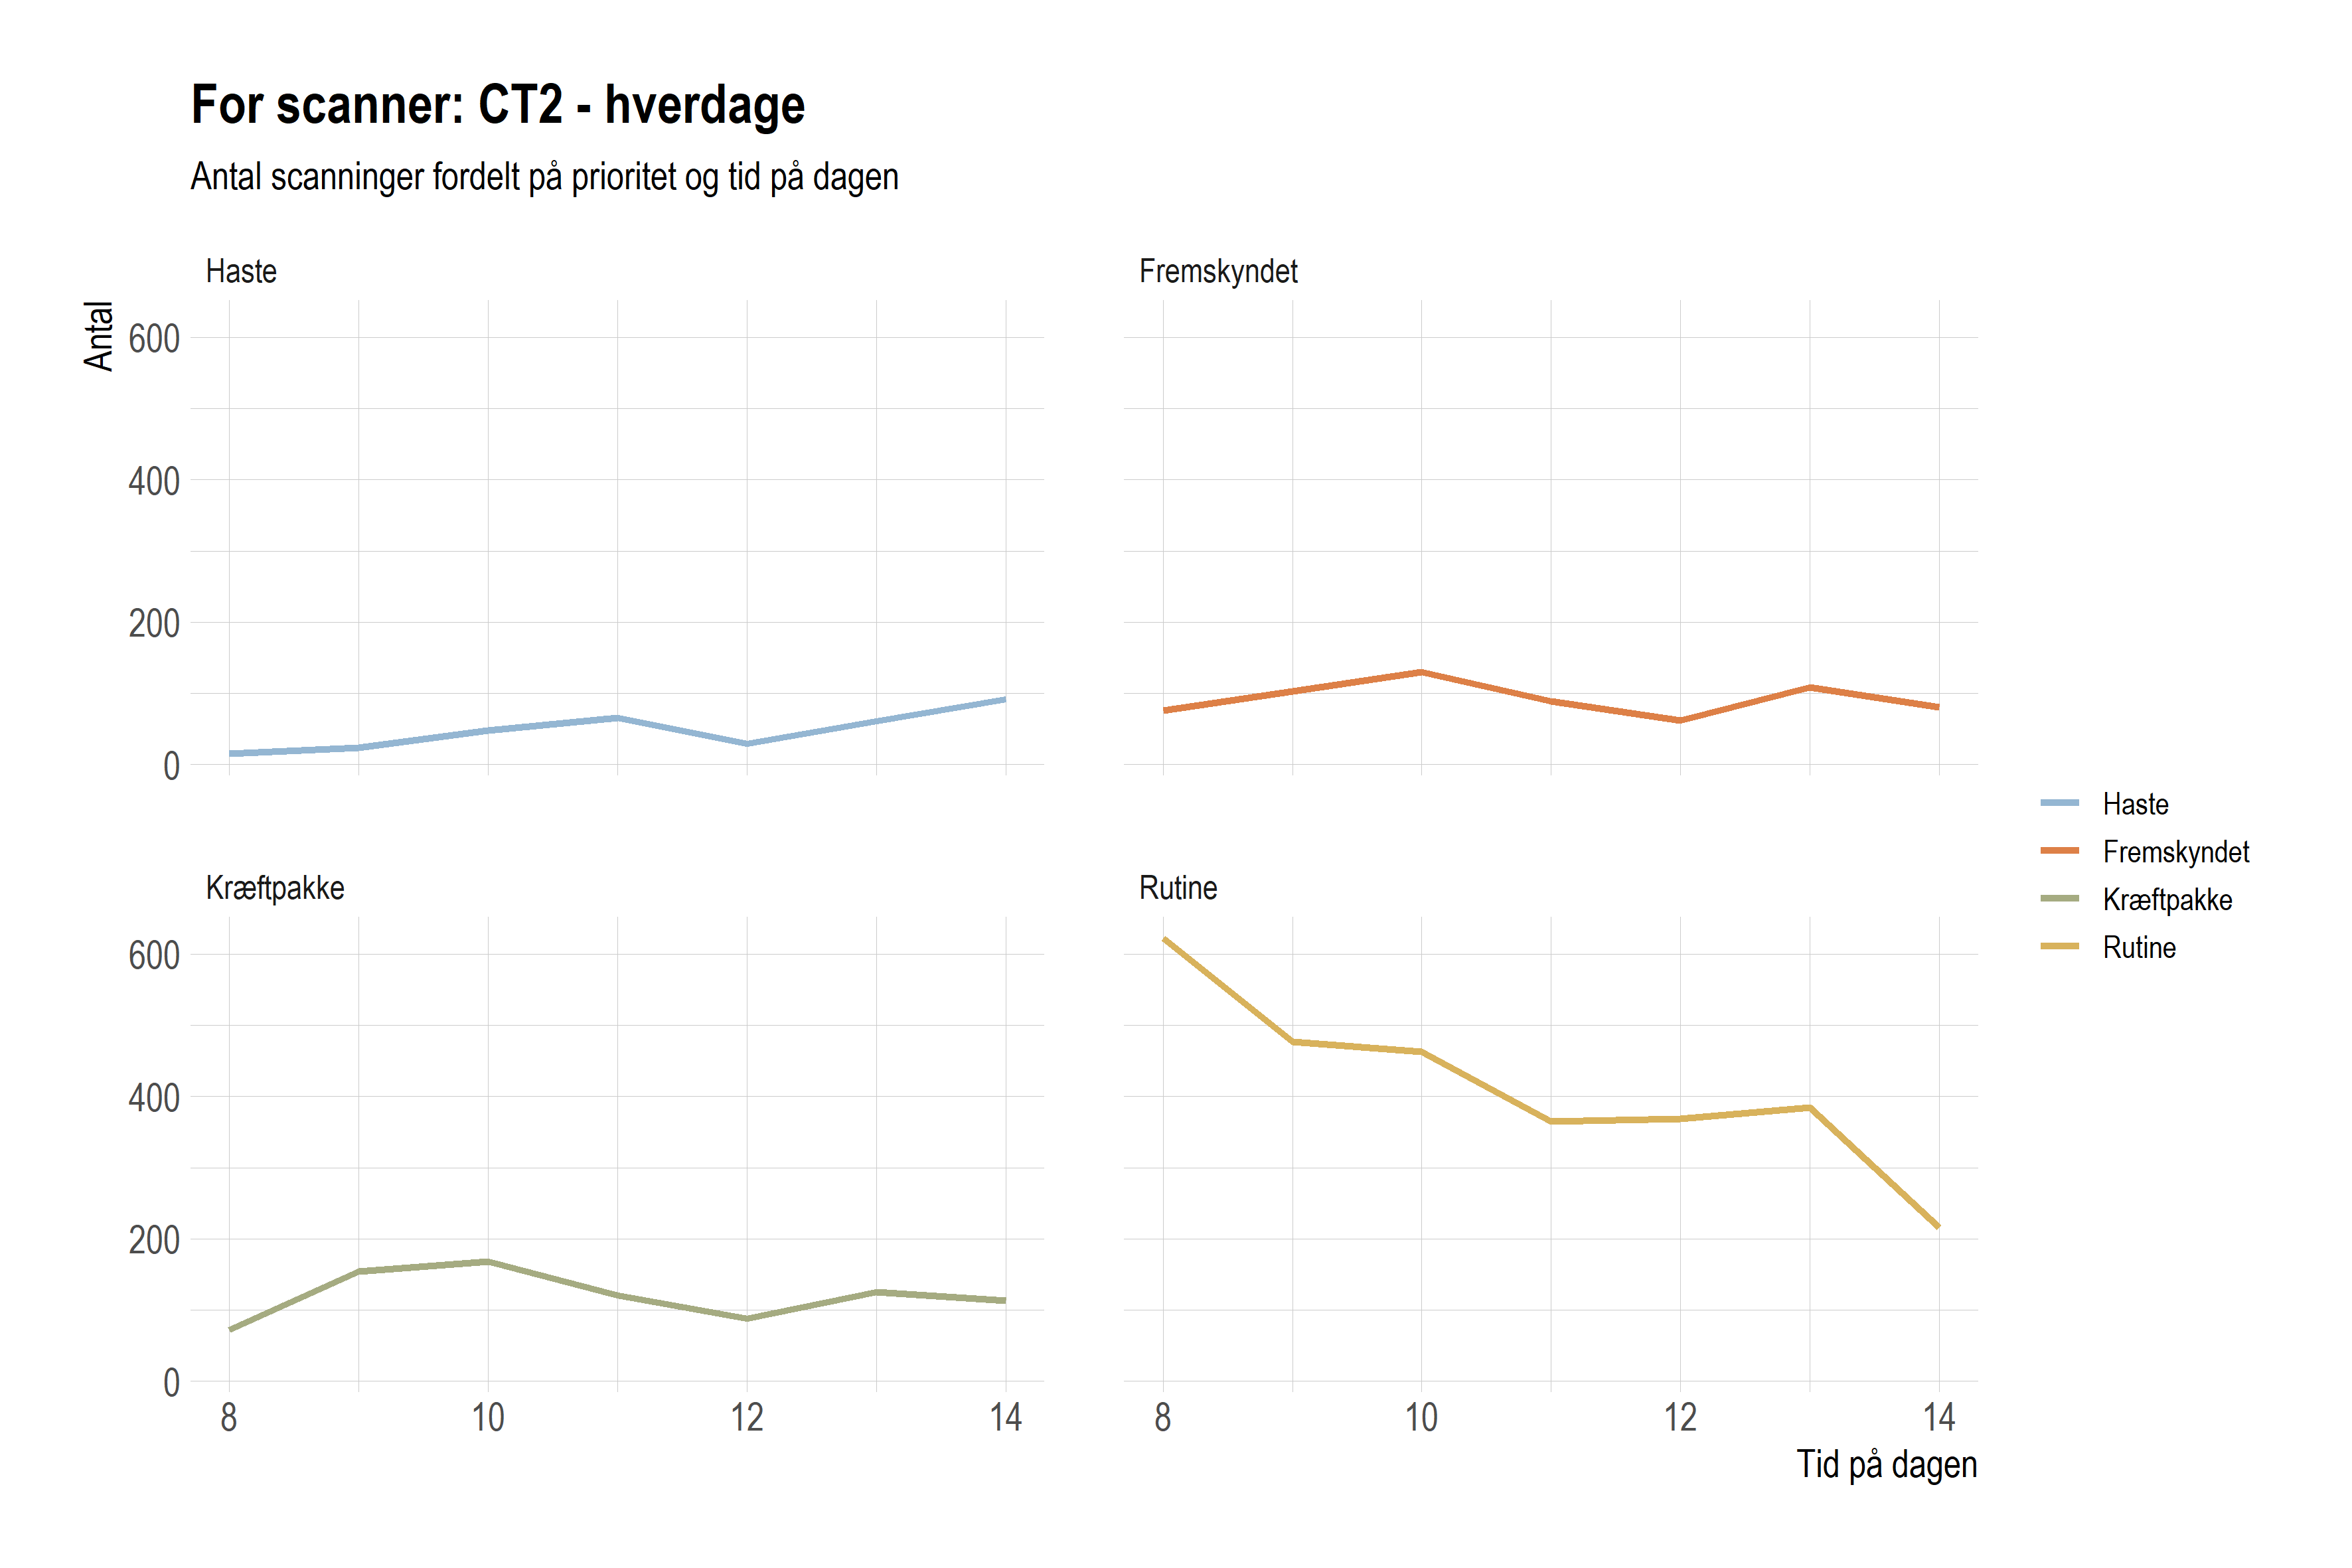 For scanner: CT2 - hverdage
Antal scanninger fordelt på prioritet og tid på dagen
Haste
Fremskyndet
Antal
600
400
200
0
Kræftpakke
Rutine
600
400
200
0
8 10 12 14
8 10 12 14
Tid på dagen
Haste
Fremskyndet
Kræftpakke
Rutine